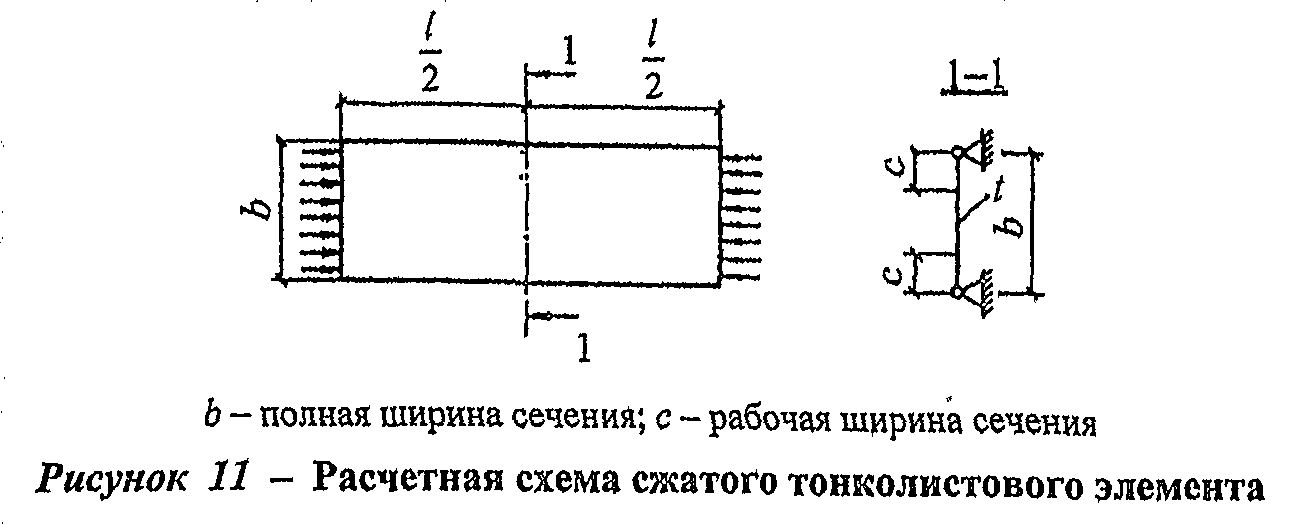 l/2 1 l/2 1–1
b c t b c
1
b – полная ширина сечения; c – рабочая ширина сечения
Рисунок 11 – Расчетная схема сжатого тонколистового элемента